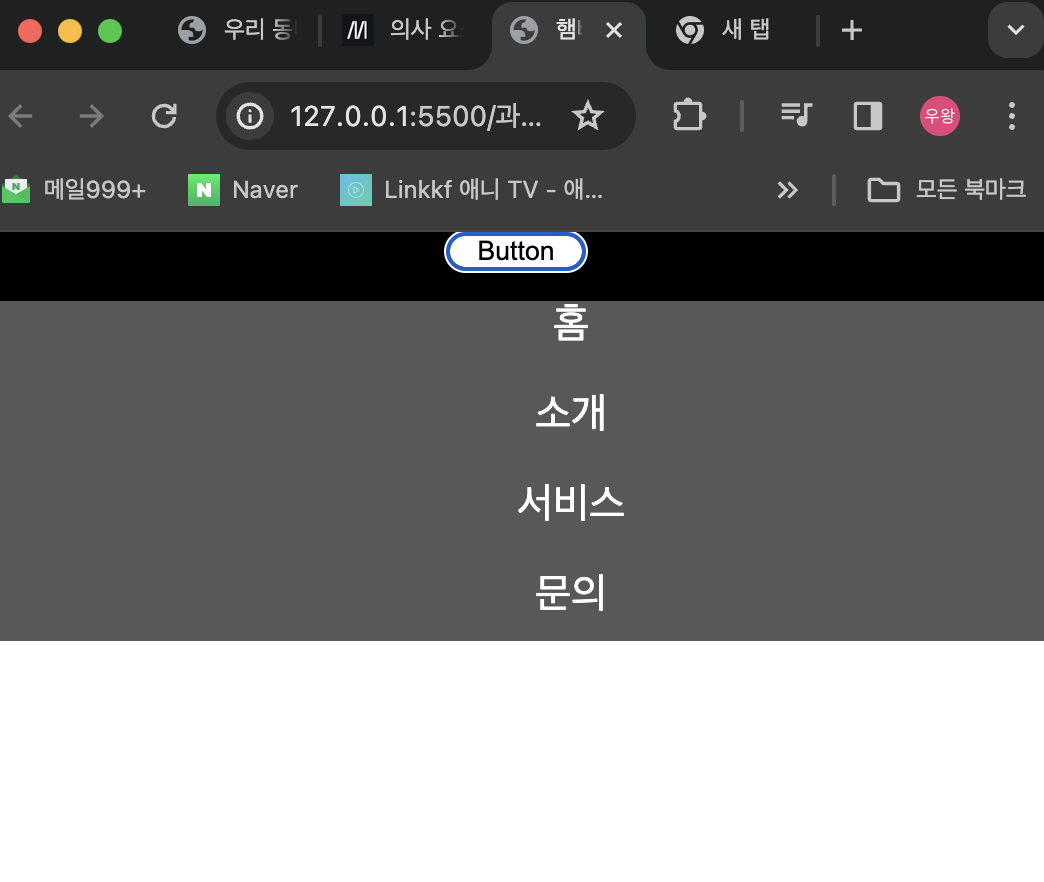 우리 동
의사 요
햄
새 탭
127.0.0.1:5500/과...
우왕
메일999+
N Naver
Linkkf 애니 TV - 애...
모든 북마크
Button
홈
소개
서비스
문의